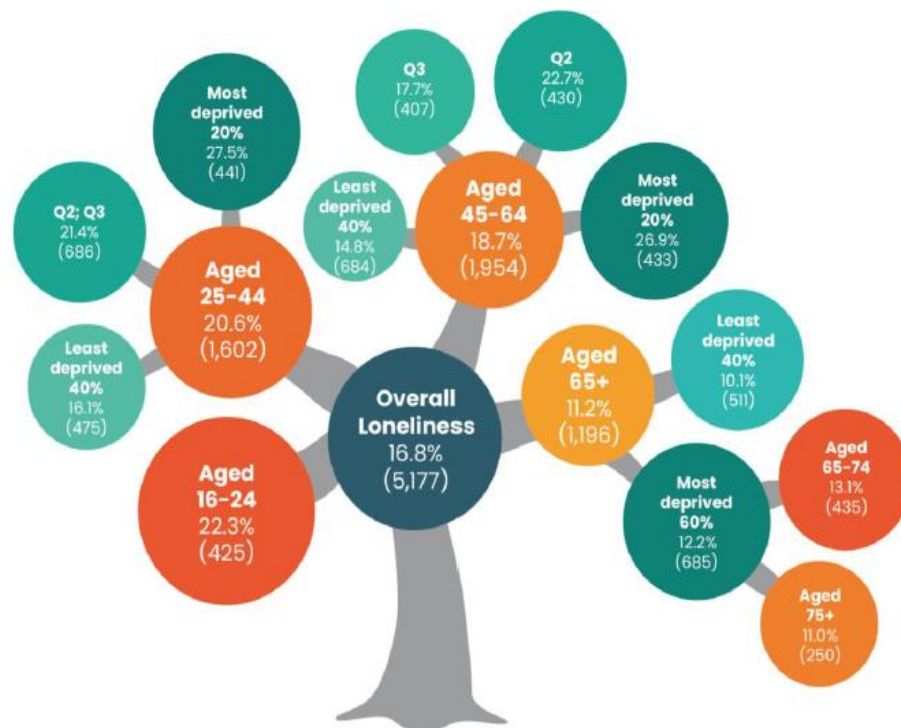 Q3
17.7%
(407)
Q2
22.7%
(430)
Most
deprived
20%
27.5%
(441)
Q2; Q3
21.4%
(686)
Least
deprived
40%
14.8%
(684)
Aged
45-64
18.7%
(1,954)
Most
deprived
20%
26.9%
(433)
Aged
25-44
20.6%
(1,602)
Least
deprived
40%
16.1%
(475)
Overall
Loneliness
16.8%
(5,177)
Aged
65+
11.2%
(1,196)
Least
deprived
40%
10.1%
(511)
Aged
16-24
22.3%
(425)
Most
deprived
60%
12.2%
(685)
Aged
65-74
13.1%
(435)
Aged
75+
11.0%
(250)